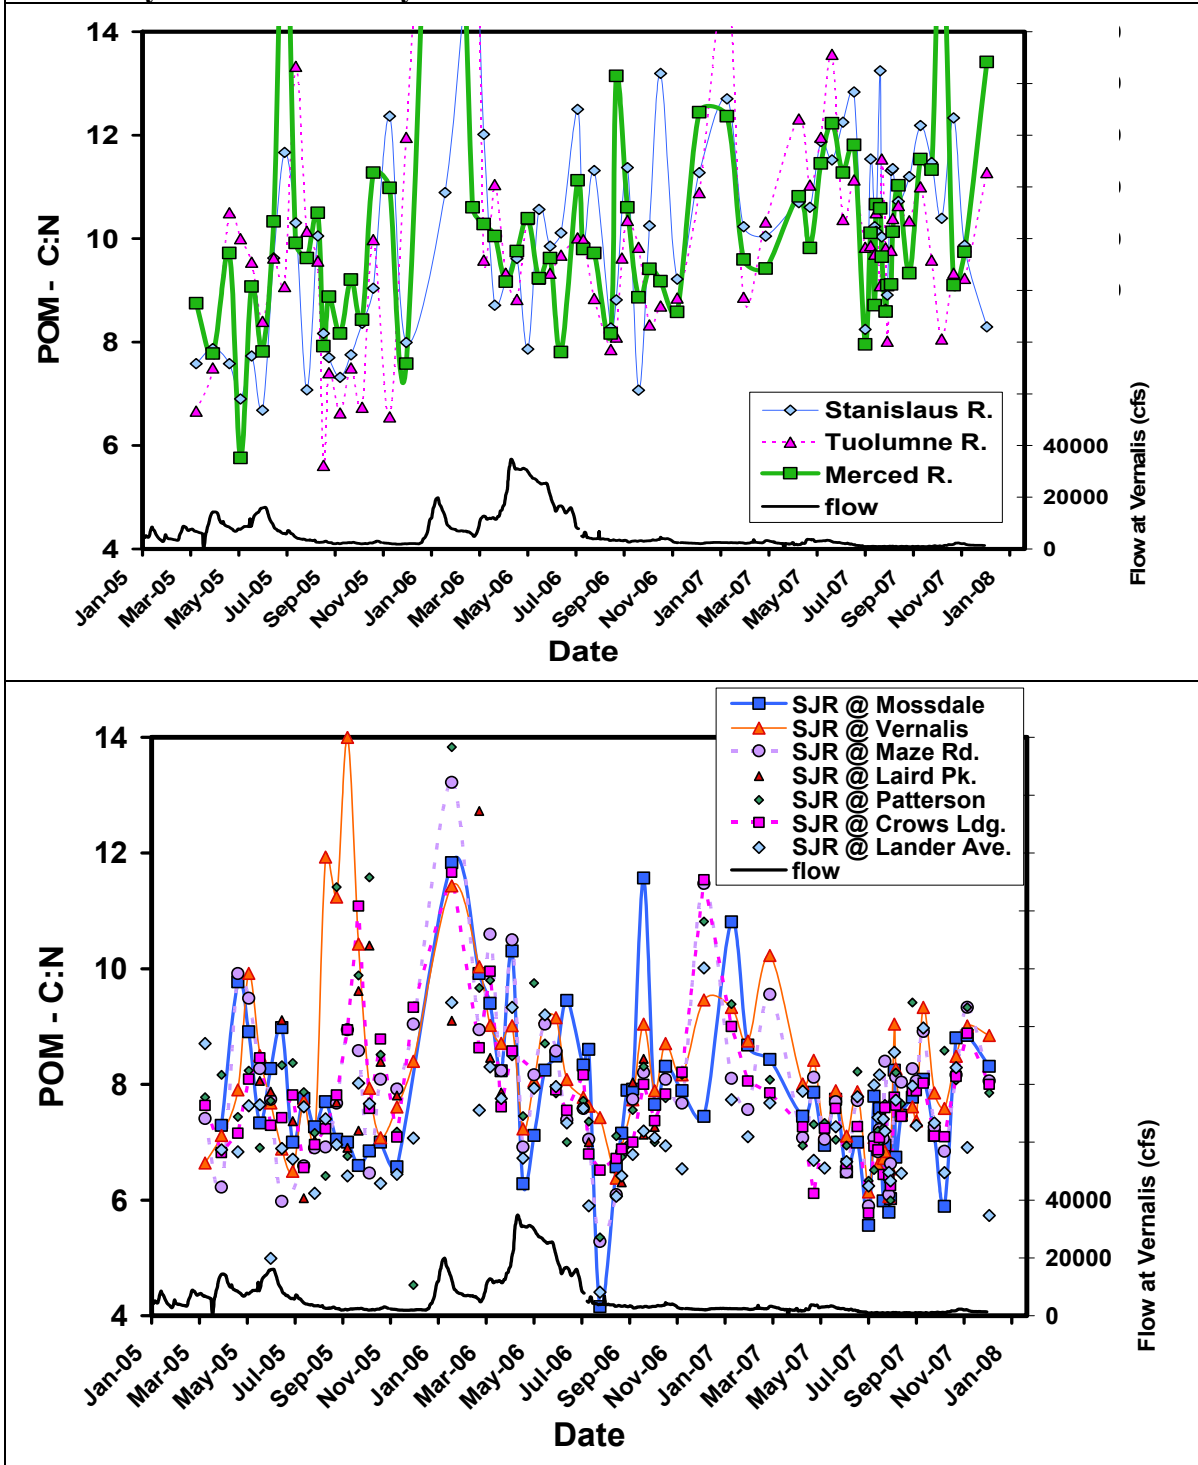 14
12
10
8
6
4
POM - C:N
Stanislaus R.
Tuolumne R.
Merced R.
flow
40000
20000
0
Flow at Vernalis (cfs)
Jan-05
Mar-05
May-05
Jul-05
Sep-05
Nov-05
Jan-06
Mar-06
May-06
Jul-06
Sep-06
Nov-06
Jan-07
Mar-07
May-07
Jul-07
Sep-07
Nov-07
Jan-08
Date
SJR @ Mossdale
SJR @ Vernalis
SJR @ Maze Rd.
SJR @ Laird Pk.
SJR @ Patterson
SJR @ Crows Ldg.
SJR @ Lander Ave.
flow
14
12
10
8
6
4
POM - C:N
40000
20000
0
Flow at Vernalis (cfs)
Jan-05
Mar-05
May-05
Jul-05
Sep-05
Nov-05
Jan-06
Mar-06
May-06
Jul-06
Sep-06
Nov-06
Jan-07
Mar-07
May-07
Jul-07
Sep-07
Nov-07
Jan-08
Date